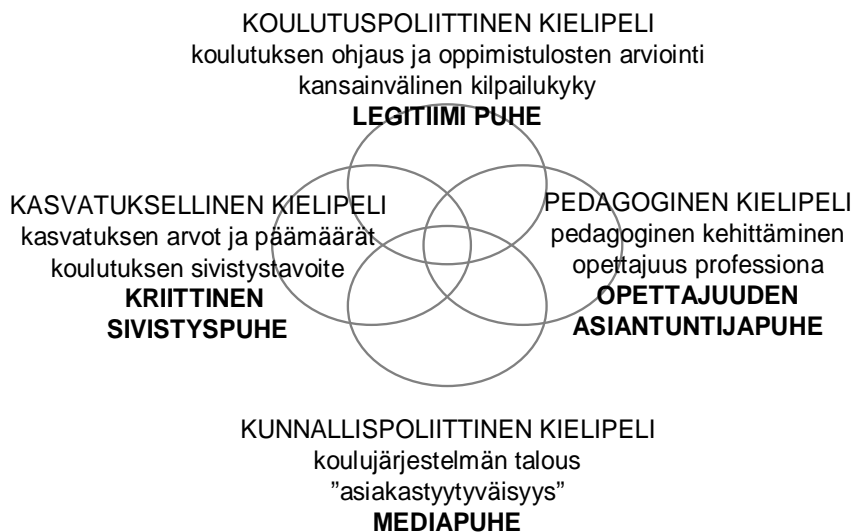 KOULUTUSPOLIITTINEN KIELIPELI
koulutuksen ohjaus ja oppimistulosten arviointi
kansainvälinen kilpailukyky
LEGITIIMI PUHE
KASVATUKSELLINEN KIELIPELI
kasvatuksen arvot ja päämäärät
koulutuksen sivistystavoite
KRIITTINEN
SIVISTYSPUHE
PEDAGOGINEN KIELIPELI
pedagoginen kehittäminen
opettajuus professiona
OPETTAJUUDEN
ASIANTUNTIJAPUHE
KUNNALLISPOLIITTINEN KIELIPELI
koulujärjestelmän talous
”asiakastyytyväisyys”
MEDIAPUHE